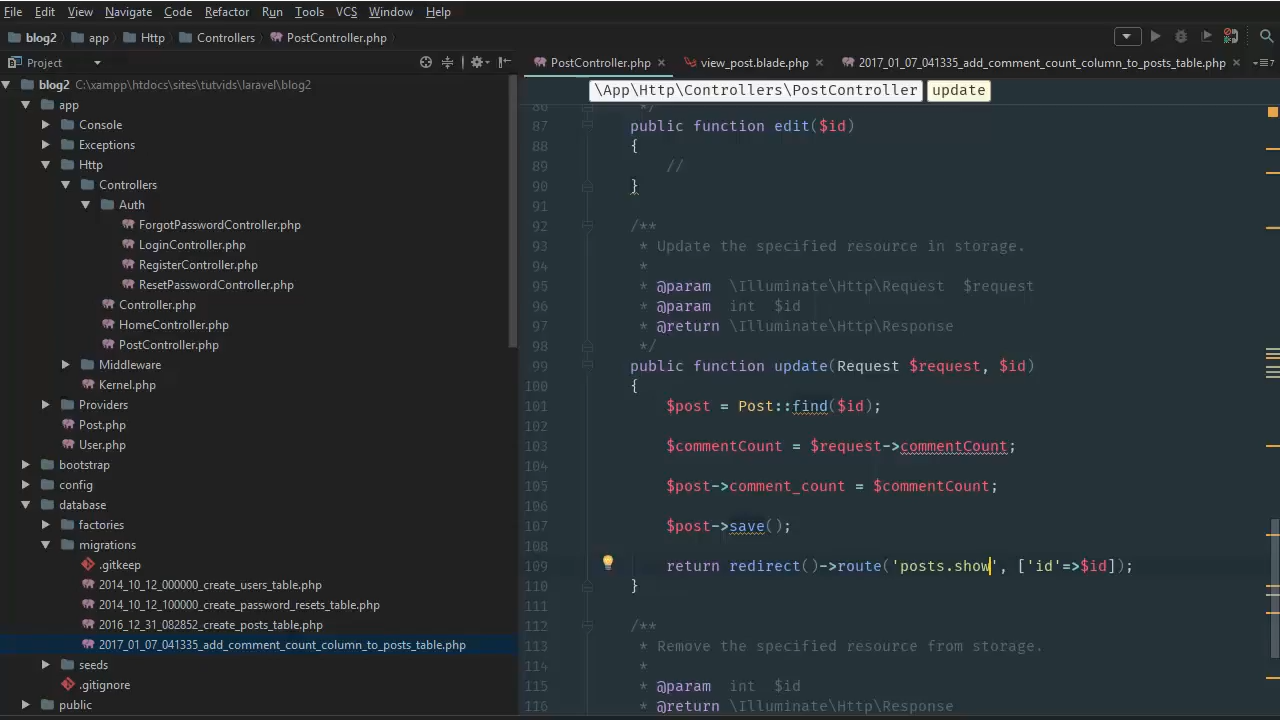 File Edit View Navigate Code Refactor Run Tools VCS Window Help
blog2 app Http Controllers PostController.php
Project
PostController.php view_post.blade.php 2017_01_07_041335_add_comment_count_column_to_posts_table.php
\App\Http\Controllers\PostController update
blog2 C:\xampp\htdocs\sites\tutvids\laravel\blog2
app
Console
Exceptions
Http
Controllers
Auth
ForgotPasswordController.php
LoginController.php
RegisterController.php
ResetPasswordController.php
Controller.php
HomeController.php
PostController.php
Middleware
Kernel.php
Providers
Post.php
User.php
bootstrap
config
database
factories
migrations
.gitkeep
2014_10_12_000000_create_users_table.php
2014_10_12_100000_create_password_resets_table.php
2016_12_31_082852_create_posts_table.php
2017_01_07_041335_add_comment_count_column_to_posts_table.php
seeds
.gitignore
public
86 */
87 public function edit($id)
88 {
89 //
90 }
91
92 /**
93 * Update the specified resource in storage.
94 *
95 * @param \Illuminate\Http\Request $request
96 * @param int $id
97 * @return \Illuminate\Http\Response
98 */
99 public function update(Request $request, $id)
100 {
101 $post = Post::find($id);
102
103 $commentCount = $request->commentCount;
104
105 $post->comment_count = $commentCount;
106
107 $post->save();
108
109 return redirect()->route('posts.show', ['id'=>$id]);
110 }
111
112 /**
113 * Remove the specified resource from storage.
114 *
115 * @param int $id
116 * @return \Illuminate\Http\Response